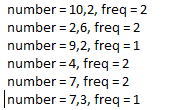 number = 10,2, freq = 2
number = 2,6, freq = 2
number = 9,2, freq = 1
number = 4, freq = 2
number = 7, freq = 2
number = 7,3, freq = 1